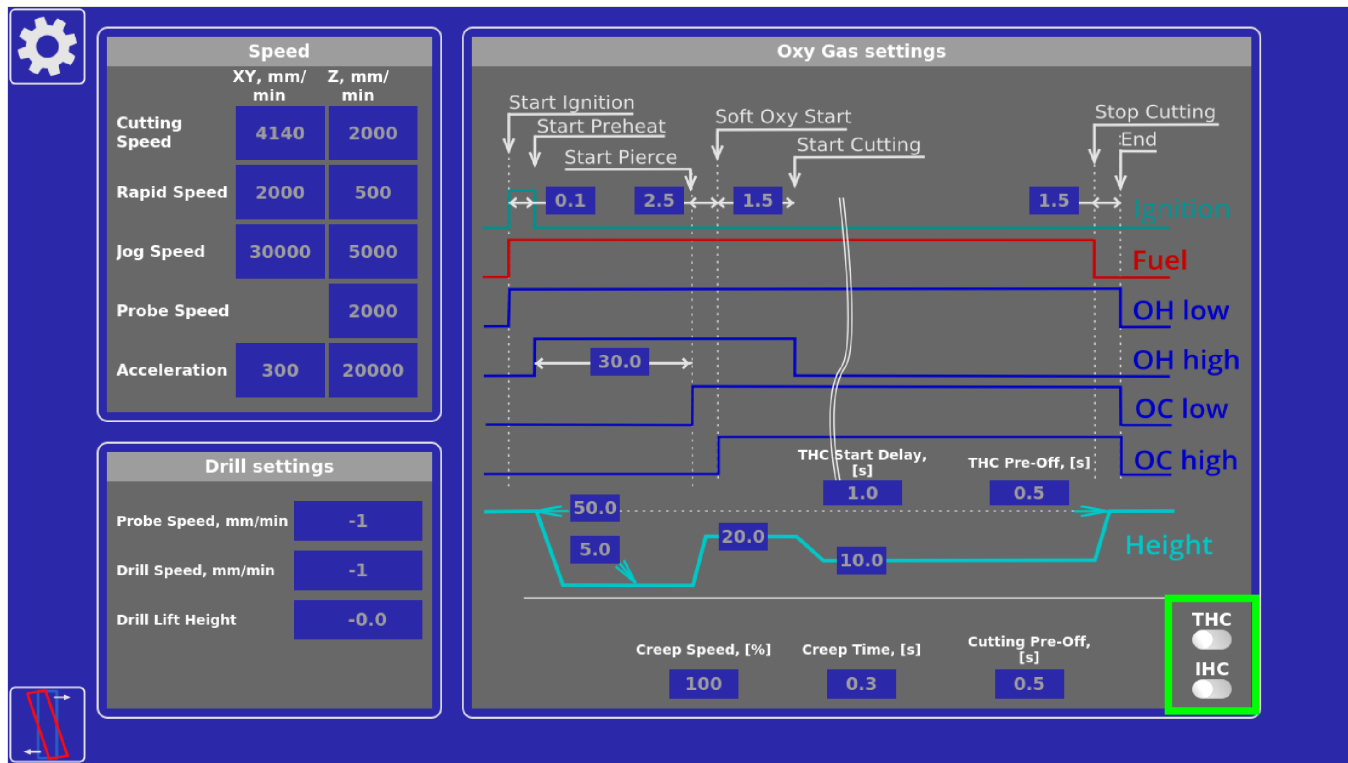 Speed
XY, mm/
min
Z, mm/
min
Cutting
Speed
4140
2000
Rapid Speed
2000
500
Jog Speed
30000
5000
Probe Speed
2000
Acceleration
300
20000
Drill settings
Probe Speed, mm/min
-1
Drill Speed, mm/min
-1
Drill Lift Height
-0.0
Oxy Gas settings
Start Ignition
Start Preheat
Start Pierce
Soft Oxy Start
Start Cutting
Stop Cutting
End
0.1
2.5
1.5
1.5
Ignition
Fuel
OH low
30.0
OH high
OC low
OC high
THC Start Delay,
[s]
1.0
THC Pre-Off, [s]
0.5
50.0
5.0
20.0
10.0
Height
Creep Speed, [%]
100
Creep Time, [s]
0.3
Cutting Pre-Off,
[s]
0.5
THC
IHC